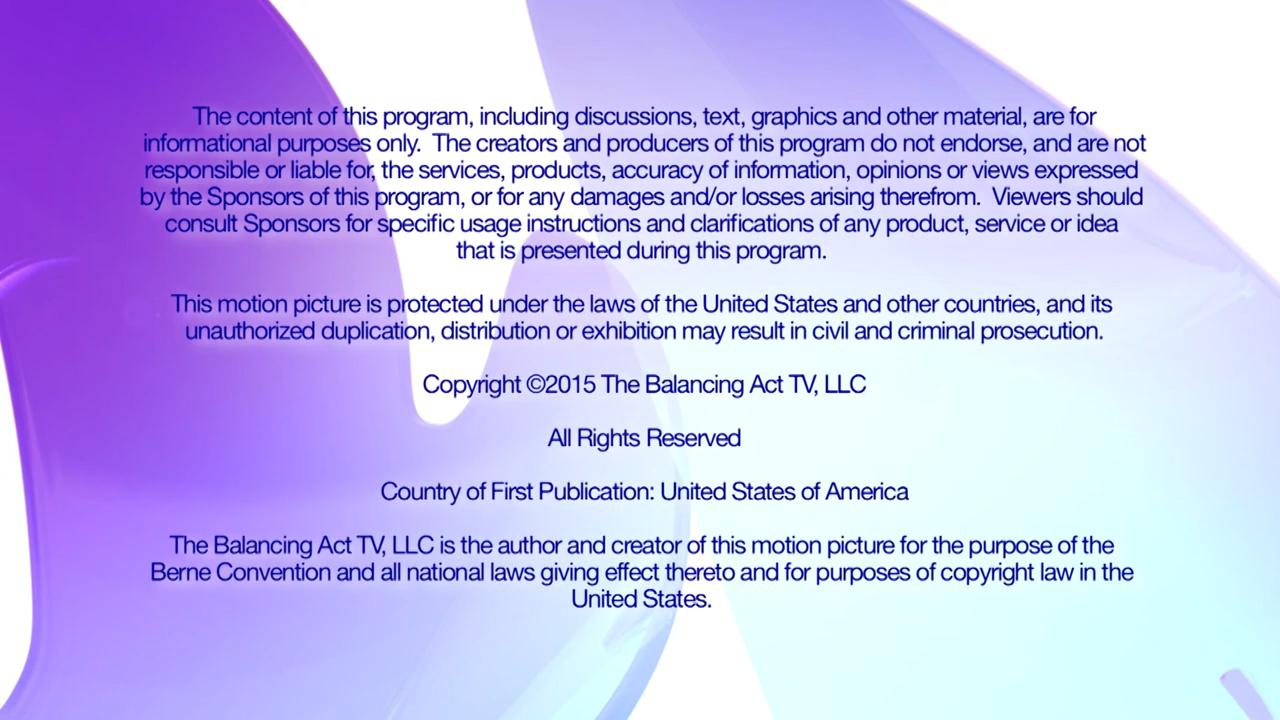 The content of this program, including discussions, text, graphics and other material, are for
informational purposes only.  The creators and producers of this program do not endorse, and are not
responsible or liable for, the services, products, accuracy of information, opinions or views expressed
by the Sponsors of this program, or for any damages and/or losses arising therefrom.  Viewers should
consult Sponsors for specific usage instructions and clarifications of any product, service or idea
that is presented during this program.
This motion picture is protected under the laws of the United States and other countries, and its
unauthorized duplication, distribution or exhibition may result in civil and criminal prosecution.
Copyright ©2015 The Balancing Act TV, LLC
All Rights Reserved
Country of First Publication: United States of America
The Balancing Act TV, LLC is the author and creator of this motion picture for the purpose of the
Berne Convention and all national laws giving effect thereto and for purposes of copyright law in the
United States.